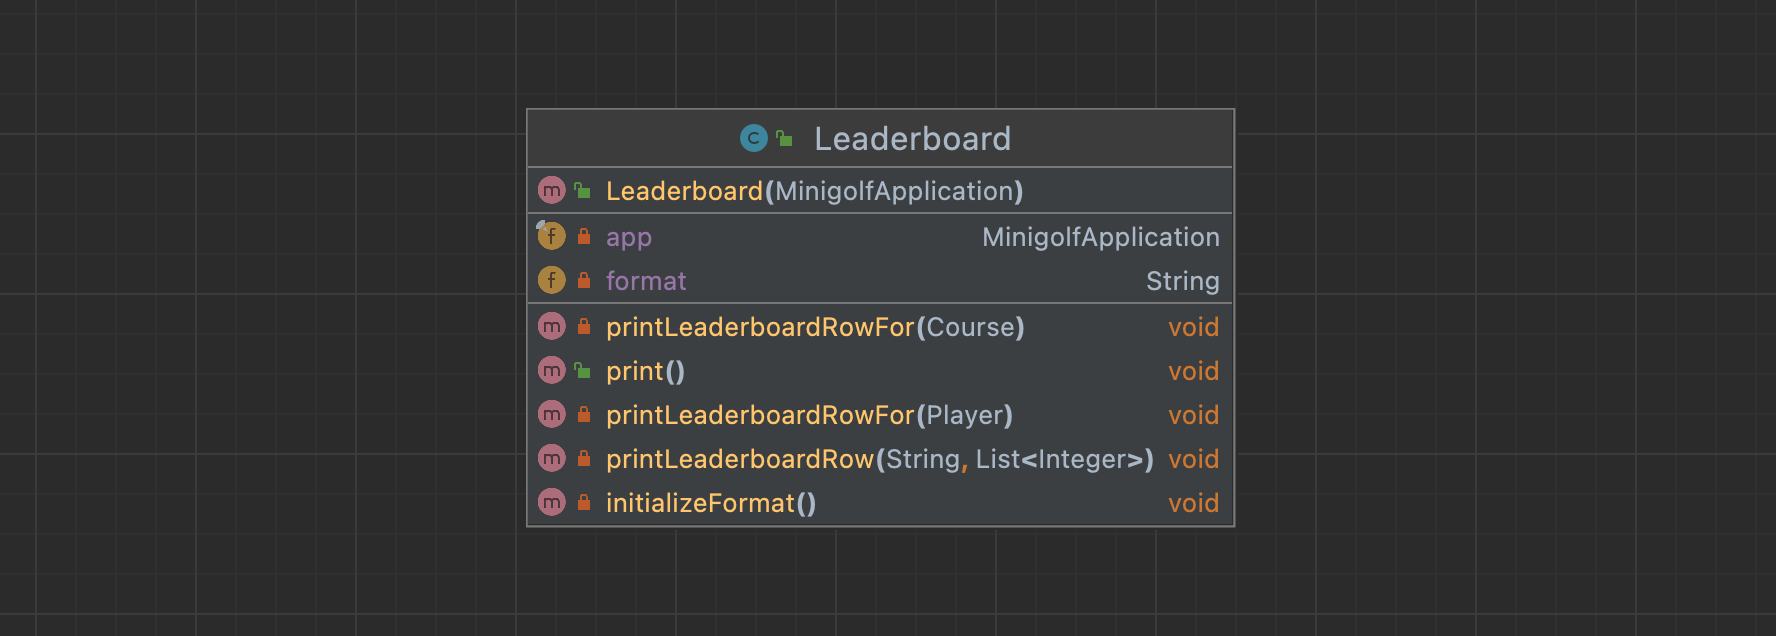 C Leaderboard
m Leaderboard(MinigolfApplication)
f app MinigolfApplication
f format String
m printLeaderboardRowFor(Course) void
m print() void
m printLeaderboardRowFor(Player) void
m printLeaderboardRow(String, List<Integer>) void
m initializeFormat() void